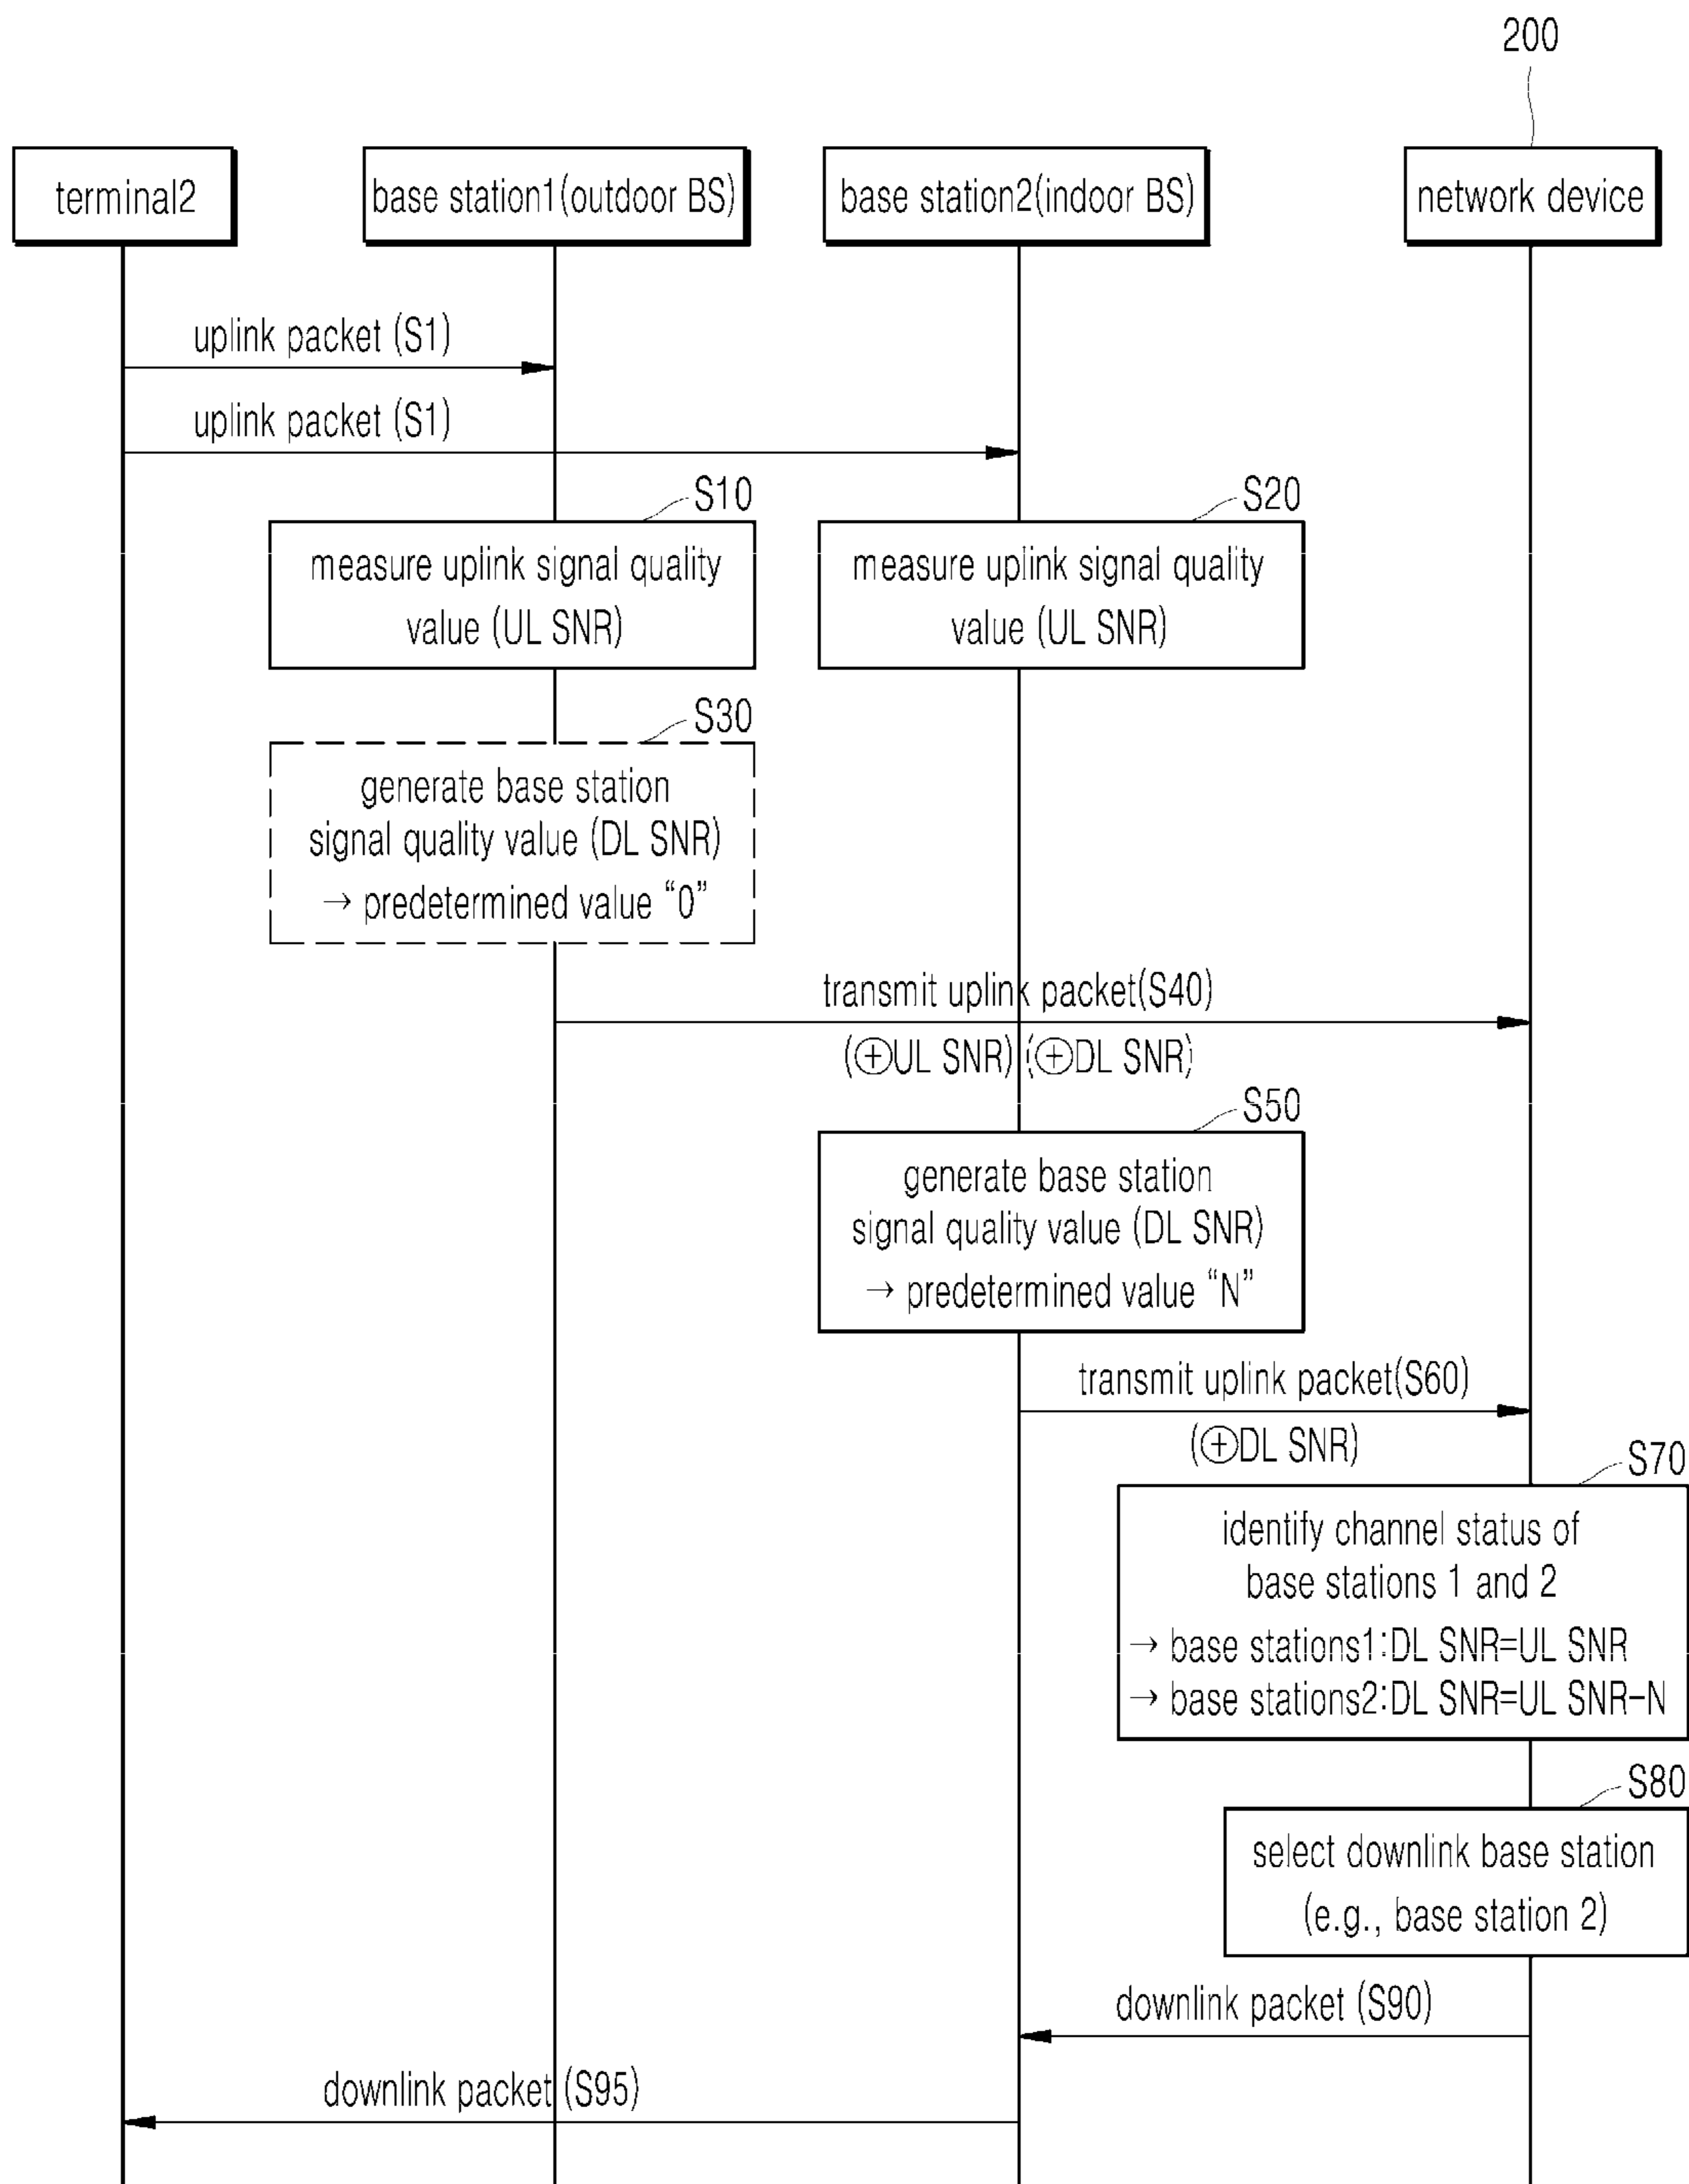 200
terminal2
base station1(outdoor BS)
base station2(indoor BS)
network device
uplink packet (S1)
uplink packet (S1)
S10
measure uplink signal quality
value (UL SNR)
S20
measure uplink signal quality
value (UL SNR)
S30
generate base station
signal quality value (DL SNR)
→ predetermined value “0”
transmit uplink packet(S40)
(⊕UL SNR) (⊕DL SNR)
S50
generate base station
signal quality value (DL SNR)
→ predetermined value “N”
transmit uplink packet(S60)
(⊕DL SNR)
S70
identify channel status of
base stations 1 and 2
→ base stations1:DL SNR=UL SNR
→ base stations2:DL SNR=UL SNR-N
S80
select downlink base station
(e.g., base station 2)
downlink packet (S90)
downlink packet (S95)